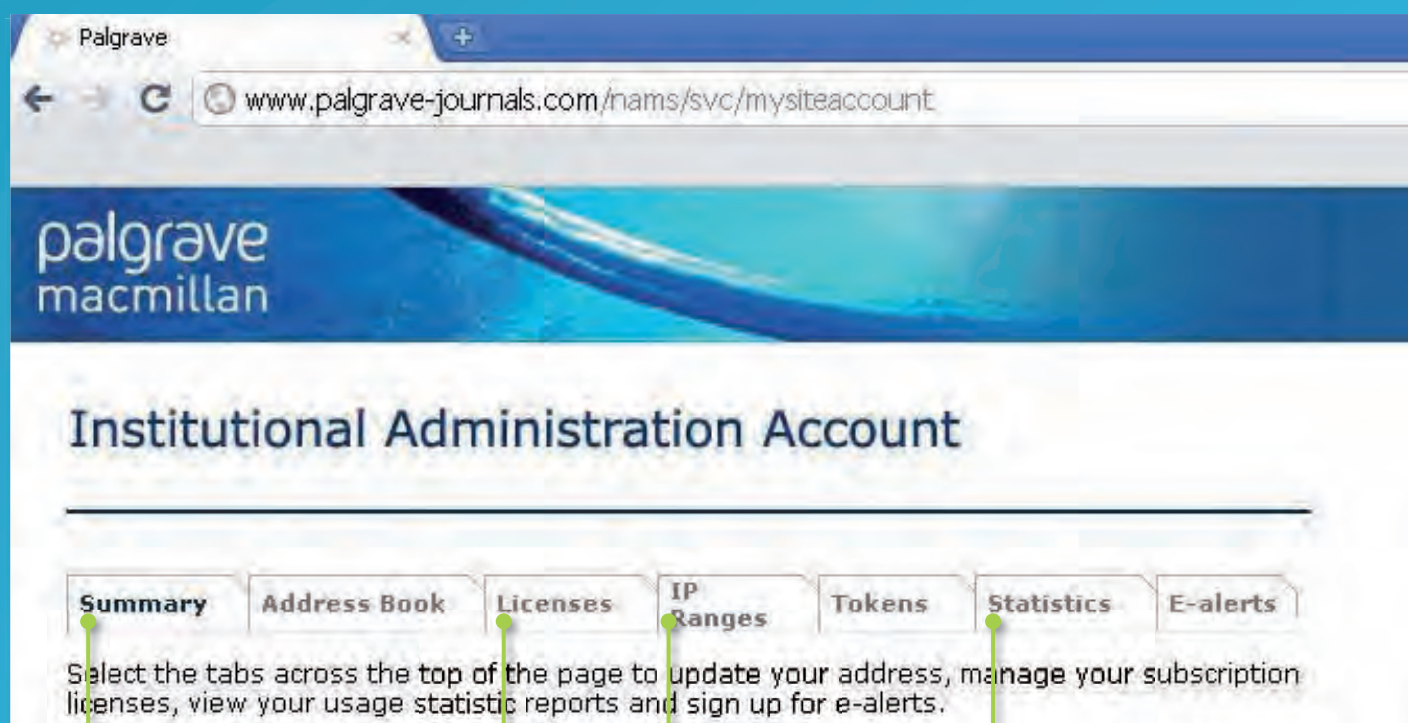 Palgrave
www.palgrave-journals.com/nams/svc/mysiteaccount
palgrave
macmillan
Institutional Administration Account
Summary Address Book Licenses IP Ranges Tokens Statistics E-alerts
Select the tabs across the top of the page to update your address, manage your subscription
licenses, view your usage statistic reports and sign up for e-alerts.